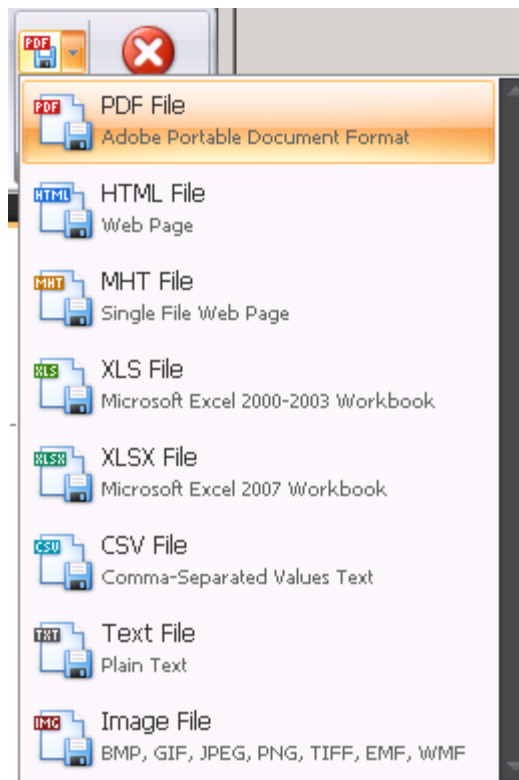 PDF
PDF
PDF File
Adobe Portable Document Format
HTML
HTML File
Web Page
MHT
MHT File
Single File Web Page
XLS
XLS File
Microsoft Excel 2000-2003 Workbook
XLSX
XLSX File
Microsoft Excel 2007 Workbook
CSV
CSV File
Comma-Separated Values Text
TXT
Text File
Plain Text
IMG
Image File
BMP, GIF, JPEG, PNG, TIFF, EMF, WMF